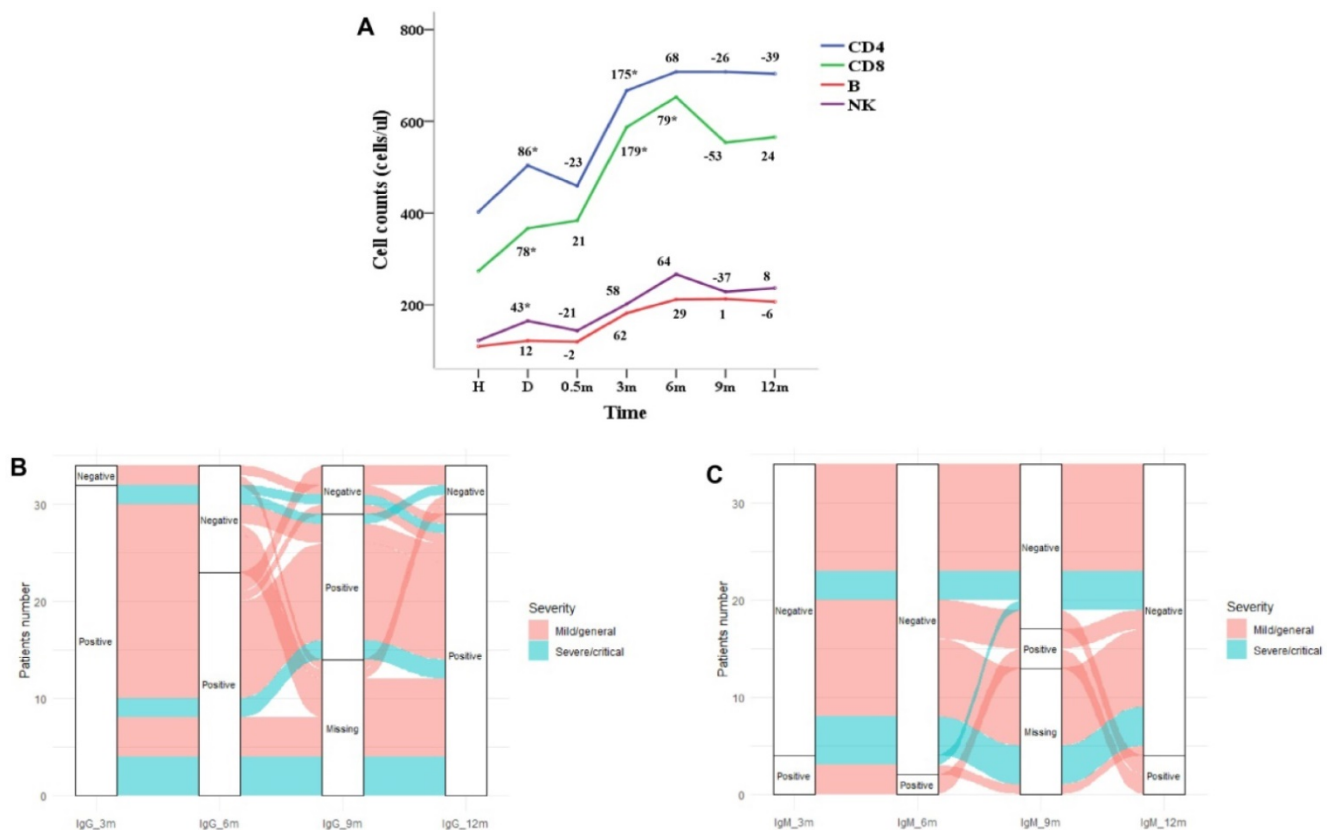 A
Cell counts (cells/ul)
800
600
400
200
86*
-23
175*
68
-26
-39
78*
21
179*
79*
-53
24
43*
-21
58
64
-37
8
12
-2
62
29
1
-6
H D 0.5m 3m 6m 9m 12m
Time
CD4
CD8
B
NK
B
Patients number
30
20
10
0
Negative
Positive
Negative
Positive
Negative
Positive
Missing
Negative
Positive
IgG_3m IgG_6m IgG_9m IgG_12m
Severity
Mild/general
Severe/critical
C
Patients number
30
20
10
0
Negative
Positive
Negative
Positive
Negative
Positive
Missing
Negative
Positive
IgM_3m IgM_6m IgM_9m IgM_12m
Severity
Mild/general
Severe/critical